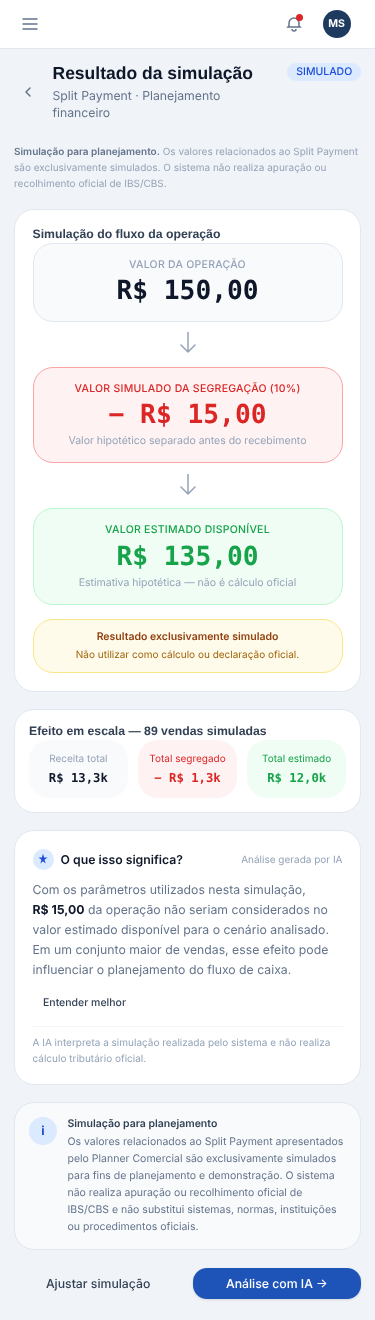 MS
Resultado da simulação
SIMULADO
Split Payment · Planejamento
financeiro
Simulação para planejamento. Os valores relacionados ao Split Payment
são exclusivamente simulados. O sistema não realiza apuração ou
recolhimento oficial de IBS/CBS.
Simulação do fluxo da operação
VALOR DA OPERAÇÃO
R$ 150,00
VALOR SIMULADO DA SEGREGAÇÃO (10%)
− R$ 15,00
Valor hipotético separado antes do recebimento
VALOR ESTIMADO DISPONÍVEL
R$ 135,00
Estimativa hipotética — não é cálculo oficial
Resultado exclusivamente simulado
Não utilizar como cálculo ou declaração oficial.
Efeito em escala — 89 vendas simuladas
Receita total
R$ 13,3k
Total segregado
− R$ 1,3k
Total estimado
R$ 12,0k
O que isso significa?
Análise gerada por IA
Com os parâmetros utilizados nesta simulação,
R$ 15,00 da operação não seriam considerados no
valor estimado disponível para o cenário analisado.
Em um conjunto maior de vendas, esse efeito pode
influenciar o planejamento do fluxo de caixa.
Entender melhor
A IA interpreta a simulação realizada pelo sistema e não realiza
cálculo tributário oficial.
i
Simulação para planejamento
Os valores relacionados ao Split Payment apresentados
pelo Planner Comercial são exclusivamente simulados
para fins de planejamento e demonstração. O sistema
não realiza apuração ou recolhimento oficial de
IBS/CBS e não substitui sistemas, normas, instituições
ou procedimentos oficiais.
Ajustar simulação
Análise com IA →